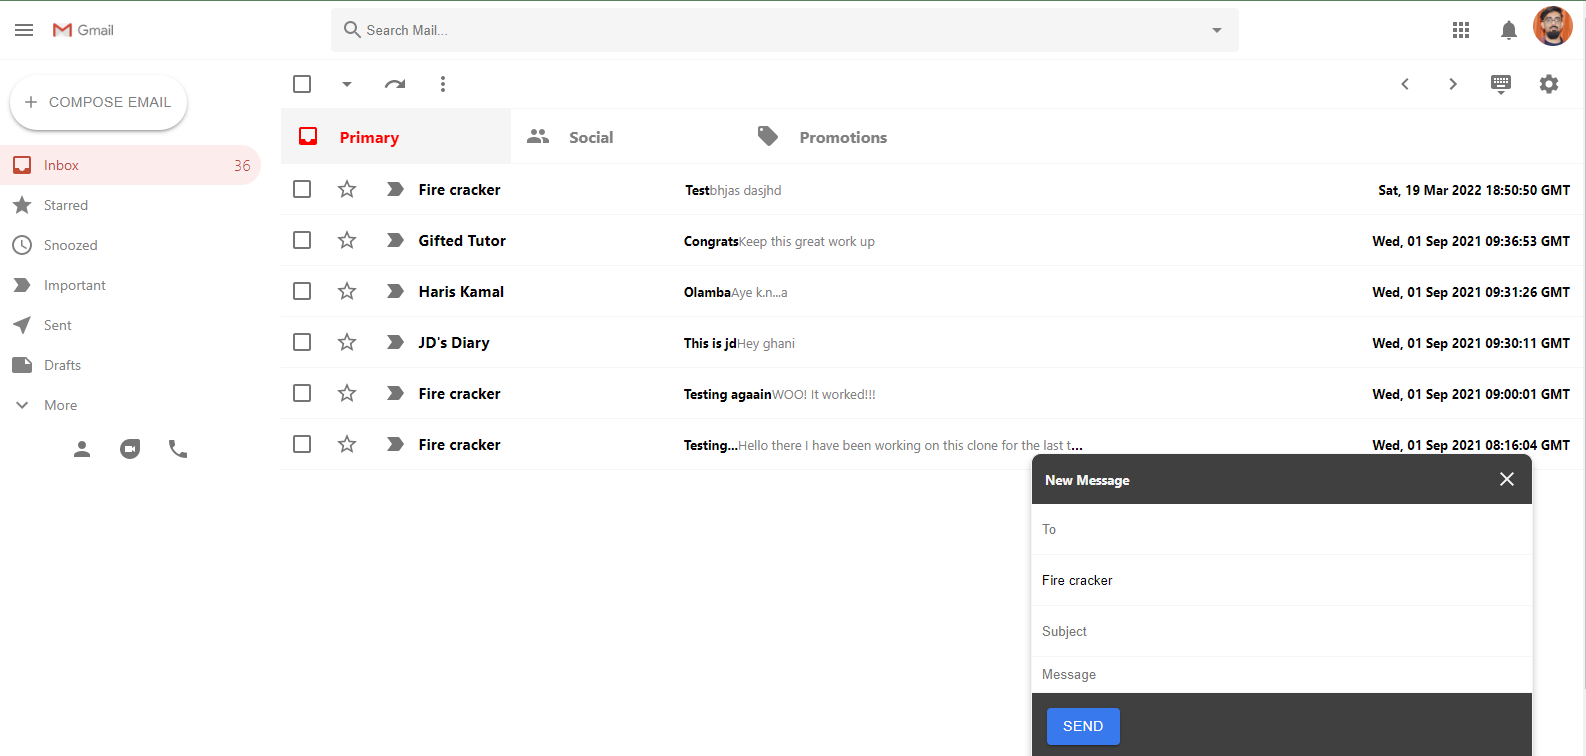 Gmail
Search Mail...
COMPOSE EMAIL
Inbox 36
Starred
Snoozed
Important
Sent
Drafts
More
Primary Social Promotions
Fire cracker Testbhjas dasjhd Sat, 19 Mar 2022 18:50:50 GMT
Gifted Tutor CongratsKeep this great work up Wed, 01 Sep 2021 09:36:53 GMT
Haris Kamal OlambaAye k.n...a Wed, 01 Sep 2021 09:31:26 GMT
JD's Diary This is jdHey ghani Wed, 01 Sep 2021 09:30:11 GMT
Fire cracker Testing agaainWOO! It worked!!! Wed, 01 Sep 2021 09:00:01 GMT
Fire cracker Testing...Hello there I have been working on this clone for the last t... Wed, 01 Sep 2021 08:16:04 GMT
New Message
To
Fire cracker
Subject
Message
SEND